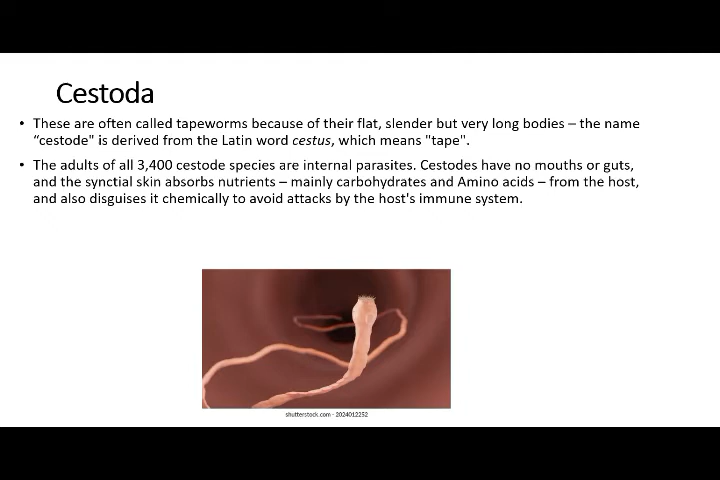 Cestoda
• These are often called tapeworms because of their flat, slender but very long bodies – the name
“cestode" is derived from the Latin word cestus, which means "tape".
• The adults of all 3,400 cestode species are internal parasites. Cestodes have no mouths or guts,
and the synctial skin absorbs nutrients – mainly carbohydrates and Amino acids – from the host,
and also disguises it chemically to avoid attacks by the host's immune system.
shutterstock.com · 2024012252